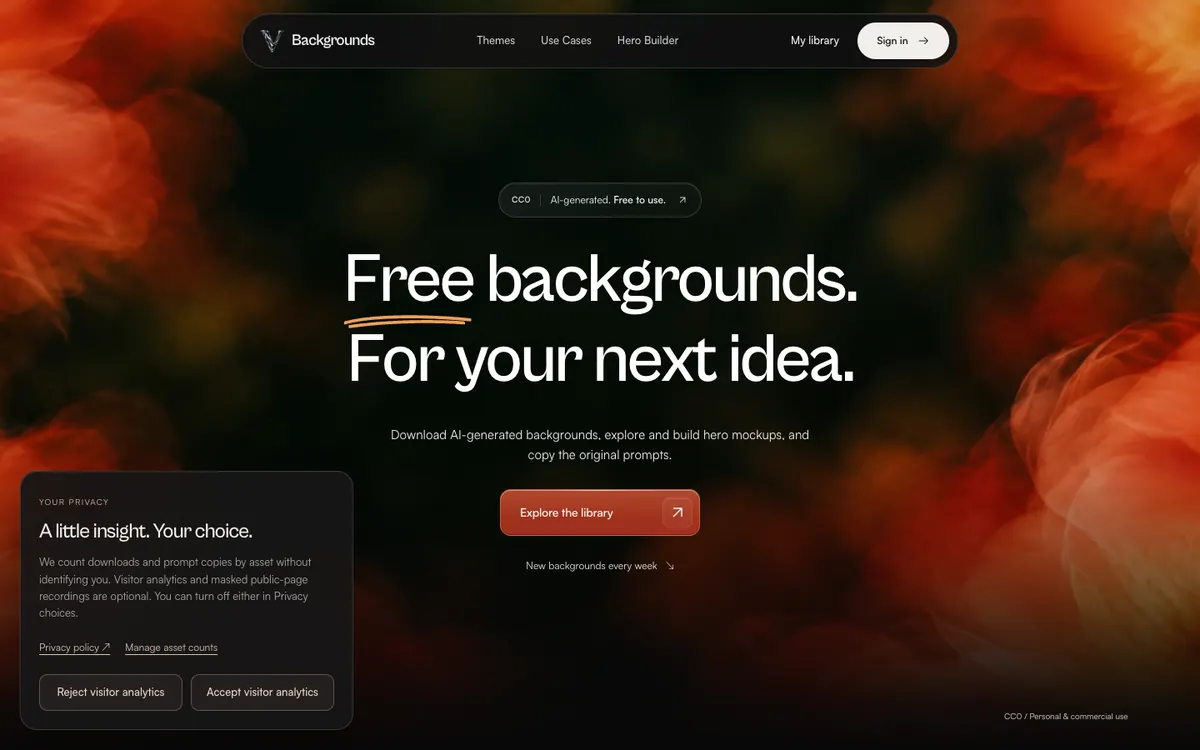 Backgrounds
Themes
Use Cases
Hero Builder
My library
Sign in →
CC0
AI-generated. Free to use. ↗
Free backgrounds.
For your next idea.
Download AI-generated backgrounds, explore and build hero mockups, and
copy the original prompts.
Explore the library ↗
New backgrounds every week ↘
YOUR PRIVACY
A little insight. Your choice.
We count downloads and prompt copies by asset without
identifying you. Visitor analytics and masked public-page
recordings are optional. You can turn off either in Privacy
choices.
Privacy policy ↗
Manage asset counts
Reject visitor analytics
Accept visitor analytics
CC0 / Personal & commercial use